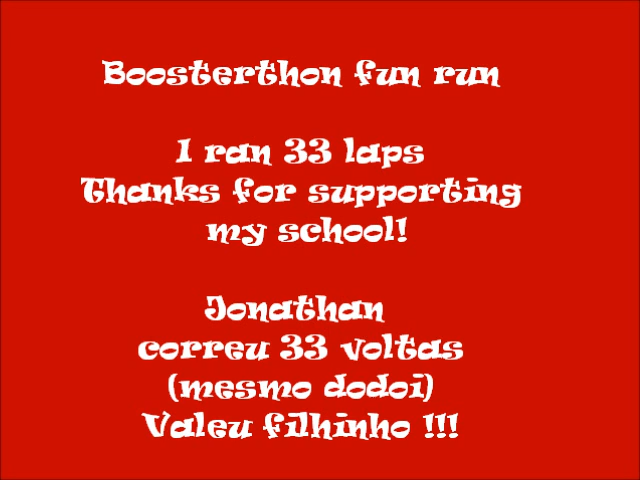 Boosterthon fun run
I ran 33 laps
Thanks for supporting
my school!
Jonathan
correu 33 voltas
(mesmo dodoi)
Valeu filhinho !!!